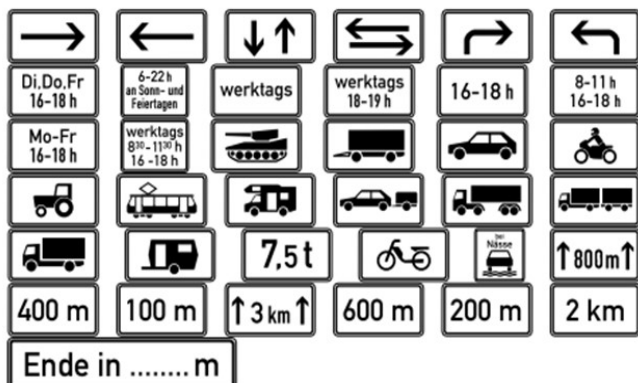 Di,Do,Fr
16-18 h
6-22 h
an Sonn- und
Feiertagen
werktags
werktags
18-19 h
16-18 h
8-11 h
16-18 h
Mo-Fr
16-18 h
werktags
8³⁰-11³⁰ h
16-18 h
7,5 t
bei
Nässe
800m
400 m
100 m
3 km
600 m
200 m
2 km
Ende in ........ m